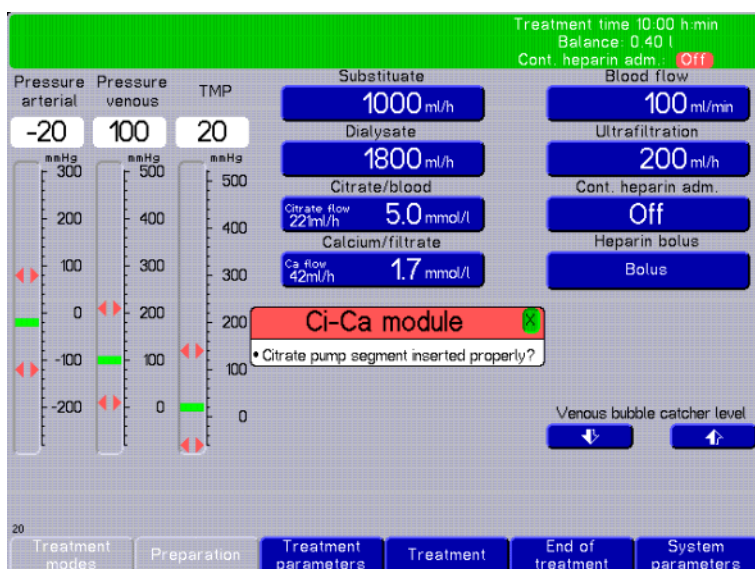 Treatment time 10:00 h:min
Balance: 0.40 l
Cont. heparin adm.: Off
Pressure arterial
Pressure venous
TMP
-20
100
20
mmHg
300
200
100
0
-100
-200
mmHg
500
400
300
200
100
0
mmHg
500
400
300
200
100
0
Substituate
1000 ml/h
Dialysate
1800 ml/h
Citrate/blood
Citrate flow
221ml/h
5.0 mmol/l
Calcium/filtrate
Ca flow
42ml/h
1.7 mmol/l
Blood flow
100 ml/min
Ultrafiltration
200 ml/h
Cont. heparin adm.
Off
Heparin bolus
Bolus
Ci-Ca module X
• Citrate pump segment inserted properly?
Venous bubble catcher level
20
Treatment
modes
Preparation
Treatment
parameters
Treatment
End of
treatment
System
parameters